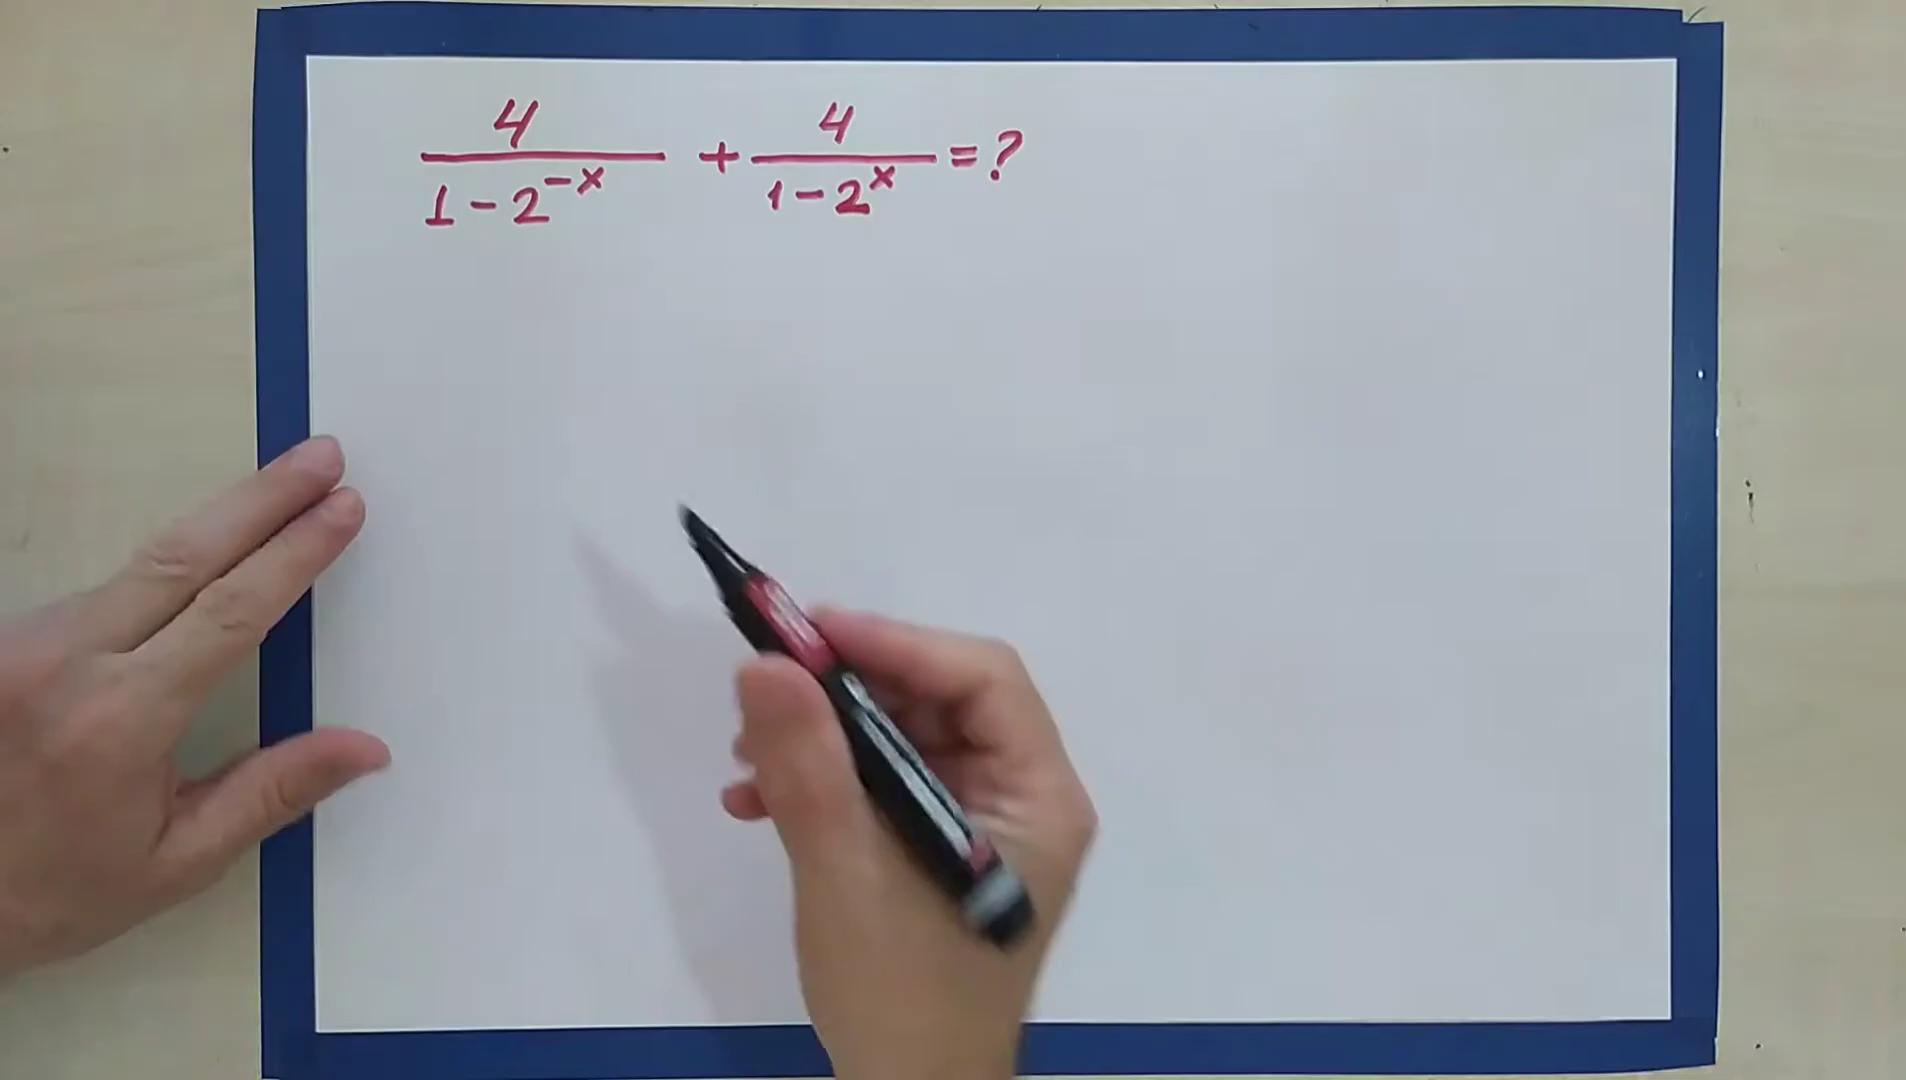 4/(1-2^-x) + 4/(1-2^x) = ?